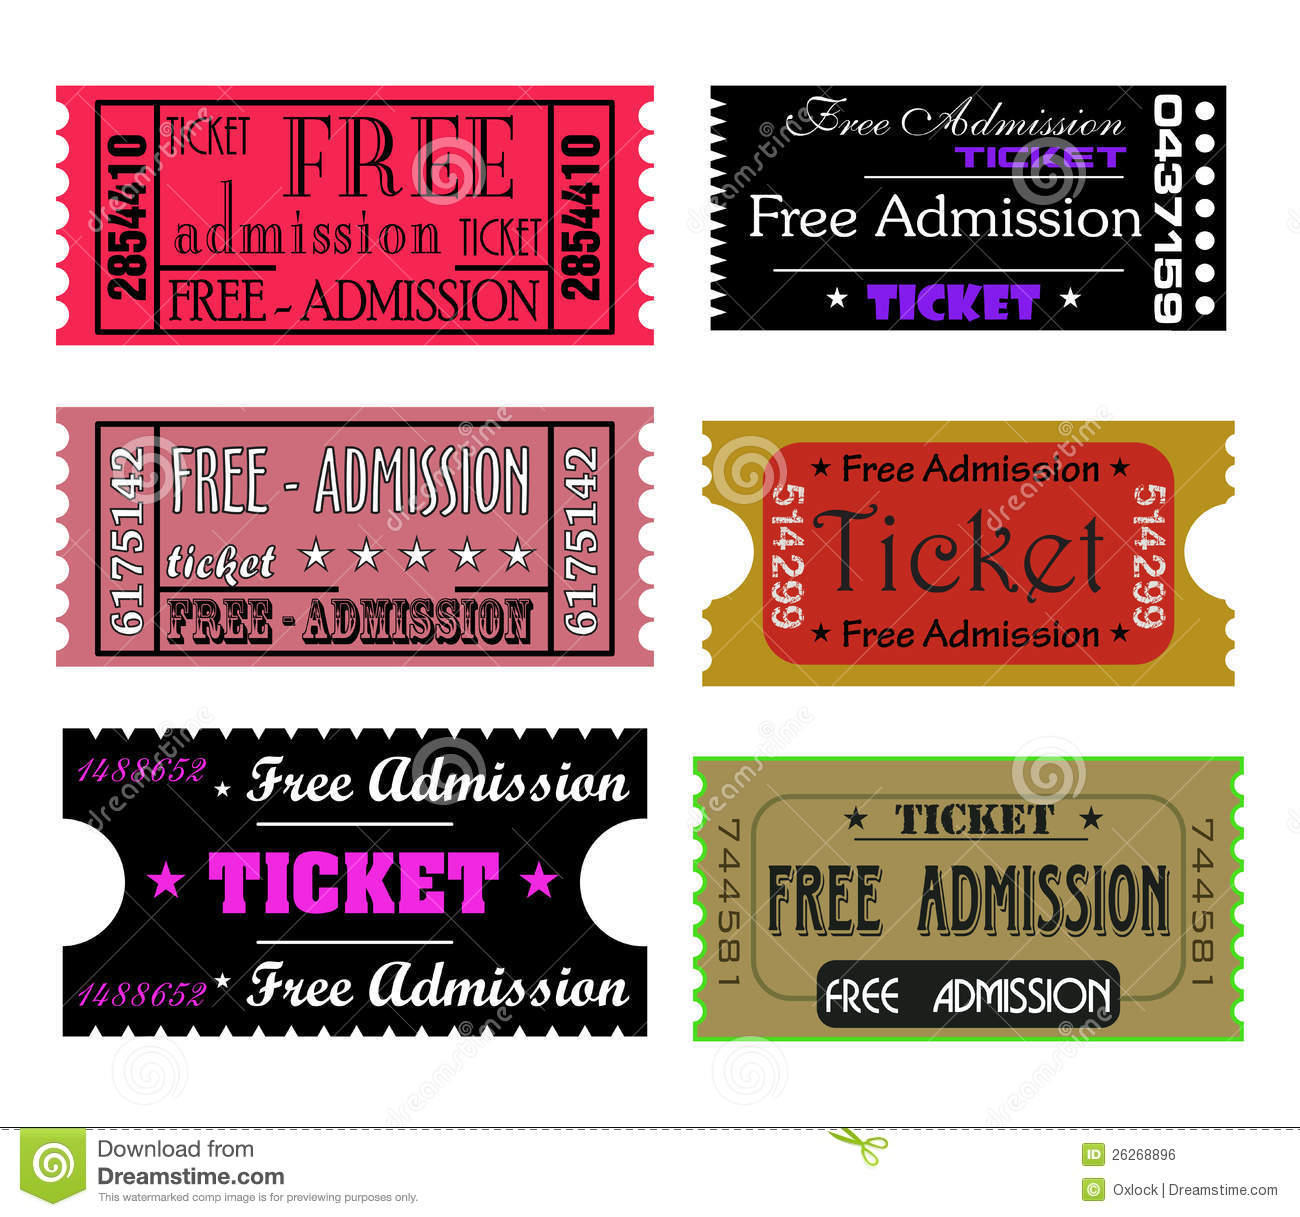 2854410
TICKET FREE
admission TICKET
FREE - ADMISSION
2854410
Free Admission
TICKET
Free Admission
★ TICKET ★
0437159
6175142
FREE - ADMISSION
ticket ★ ★ ★ ★ ★
FREE - ADMISSION
6175142
514299
★ Free Admission ★
Ticket
★ Free Admission ★
514299
1488652 ★ Free Admission
★ TICKET ★
1488652 ★ Free Admission
744581
★ TICKET ★
FREE ADMISSION
FREE ADMISSION
744581
dreamstime
Download from
Dreamstime.com
This watermarked comp image is for previewing purposes only.
ID 26268896
© Oxlock | Dreamstime.com